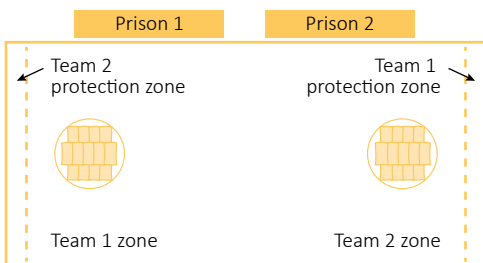 Prison 1
Prison 2
Team 2
protection zone
Team 1
protection zone
Team 1 zone
Team 2 zone